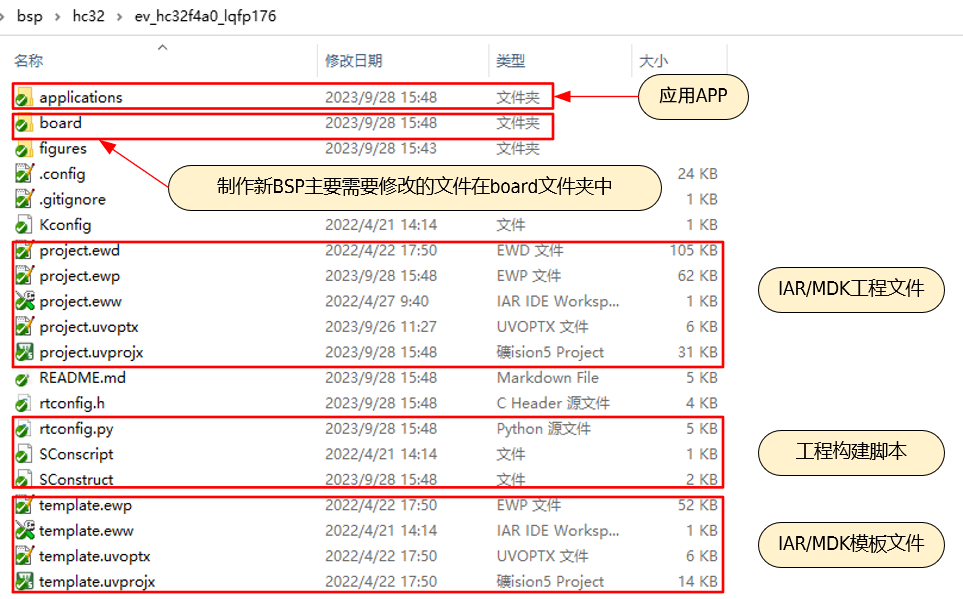 bsp > hc32 > ev_hc32f4a0_lqfp176
名称 修改日期 类型 大小
applications 2023/9/28 15:48 文件夹
应用APP
board 2023/9/28 15:48 文件夹
figures 2023/9/28 15:43 文件夹
.config 24 KB
制作新BSP主要需要修改的文件在board文件夹中
.gitignore 1 KB
Kconfig 2022/4/21 14:14 文件 1 KB
project.ewd 2022/4/22 17:50 EWD 文件 105 KB
project.ewp 2023/9/28 15:48 EWP 文件 62 KB
IAR/MDK工程文件
project.eww 2022/4/27 9:40 IAR IDE Worksp... 1 KB
project.uvoptx 2023/9/26 11:27 UVOPTX 文件 6 KB
project.uvprojx 2023/9/28 15:48 礦ision5 Project 31 KB
README.md 2023/9/28 15:48 Markdown File 5 KB
rtconfig.h 2023/9/28 15:48 C Header 源文件 4 KB
rtconfig.py 2023/9/28 15:48 Python 源文件 5 KB
SConscript 2022/4/21 14:14 文件 1 KB
工程构建脚本
SConstruct 2022/4/21 14:14 文件 2 KB
template.ewp 2022/4/22 17:50 EWP 文件 52 KB
template.eww 2022/4/21 14:14 IAR IDE Worksp... 1 KB
IAR/MDK模板文件
template.uvoptx 2022/4/22 17:50 UVOPTX 文件 6 KB
template.uvprojx 2022/4/22 17:50 礦ision5 Project 14 KB